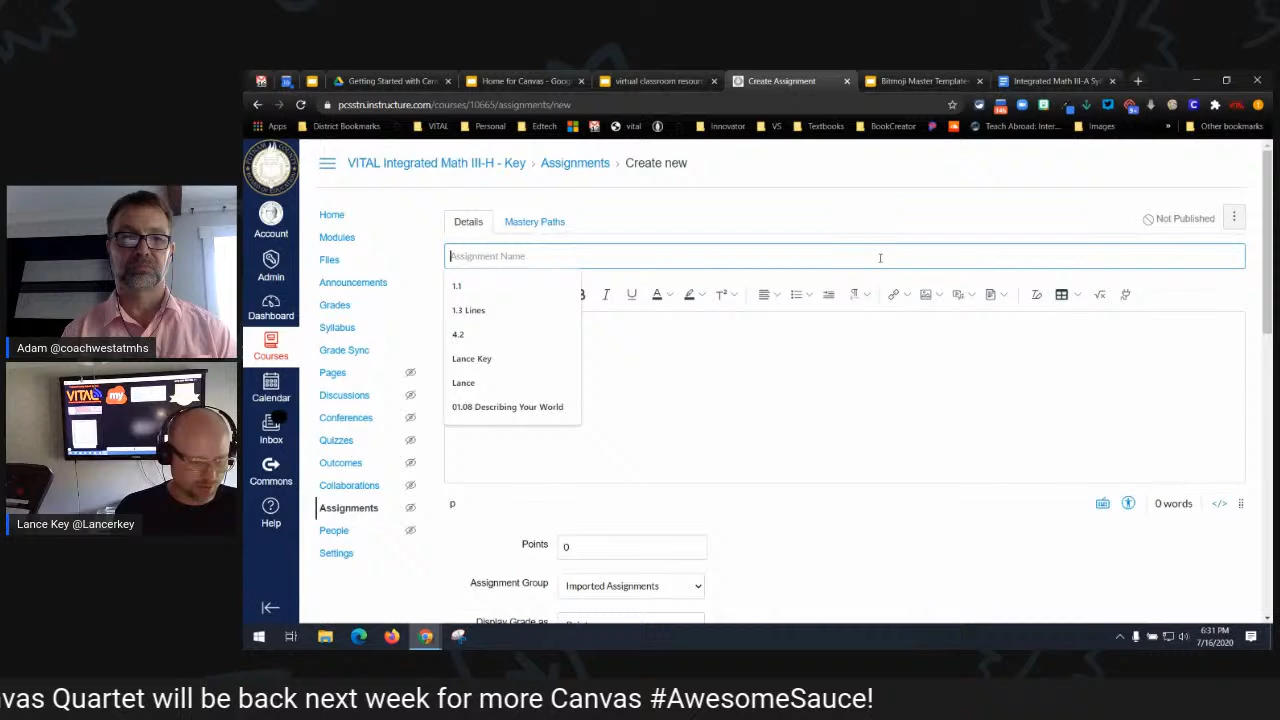 Getting Started with Can
Home for Canvas - Goog
virtual classroom resour
Create Assignment
Bitmoji Master Template
Integrated Math III-A Sy
pcsstn.instructure.com/courses/10665/assignments/new
Apps
District Bookmarks
VITAL
Personal
Edtech
vital
Innovator
VS
Textbooks
BookCreator
Teach Abroad: Inter...
Images
»
Other bookmarks
VITAL Integrated Math III-H - Key › Assignments › Create new
Account
Admin
Dashboard
Courses
Calendar
Inbox
Commons
Help
Home
Modules
Files
Announcements
Grades
Syllabus
Grade Sync
Pages
Discussions
Conferences
Quizzes
Outcomes
Collaborations
Assignments
People
Settings
Details
Mastery Paths
Not Published
Assignment Name
1.1
1.3 Lines
4.2
Lance Key
Lance
01.08 Describing Your World
p
0 words
</>
Points
0
Assignment Group
Imported Assignments
Display Grade as
6:31 PM
7/16/2020
Adam @coachwestatmhs
VITAL
my
Lance Key @Lancerkey
nvas Quartet will be back next week for more Canvas #AwesomeSauce!